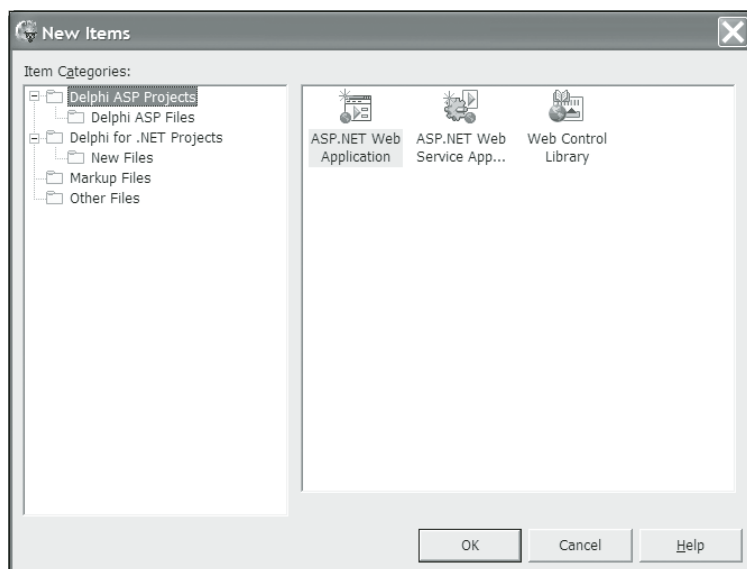 New Items
Item Categories:
Delphi ASP Projects
Delphi ASP Files
Delphi for .NET Projects
New Files
Markup Files
Other Files
ASP.NET Web
Application
ASP.NET Web
Service App...
Web Control
Library
OK
Cancel
Help